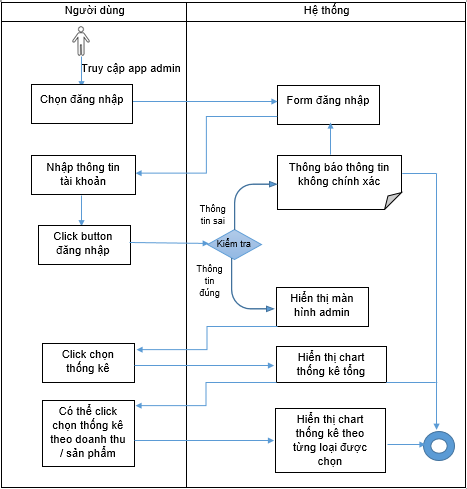 Người dùng
Hệ thống
Truy cập app admin
Chọn đăng nhập
Form đăng nhập
Nhập thông tin
tài khoản
Thông báo thông tin
không chính xác
Thông
tin sai
Click button
đăng nhập
Kiểm tra
Thông
tin
đúng
Hiển thị màn
hình admin
Click chọn
thống kê
Hiển thị chart
thống kê tổng
Có thể click
chọn thống kê
theo doanh thu
/ sản phẩm
Hiển thị chart
thống kê theo
từng loại được
chọn